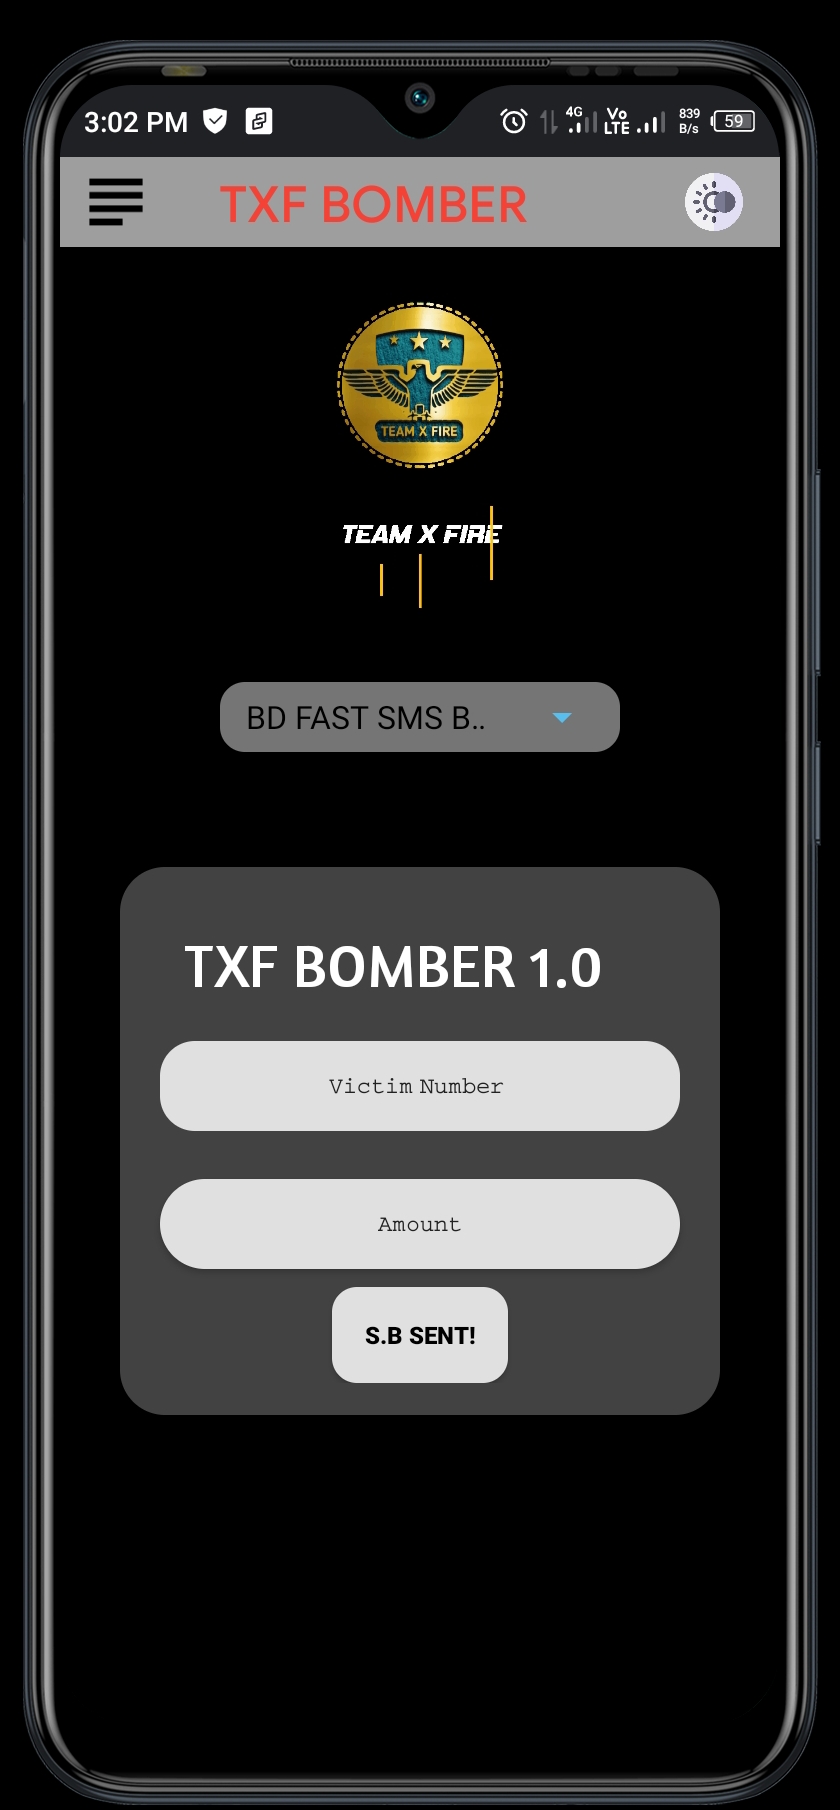 3:02 PM
4G
Vo
LTE
839
B/s
59
TXF BOMBER
TEAM X FIRE
TEAM X FIRE
BD FAST SMS B..
TXF BOMBER 1.0
Victim Number
Amount
S.B SENT!